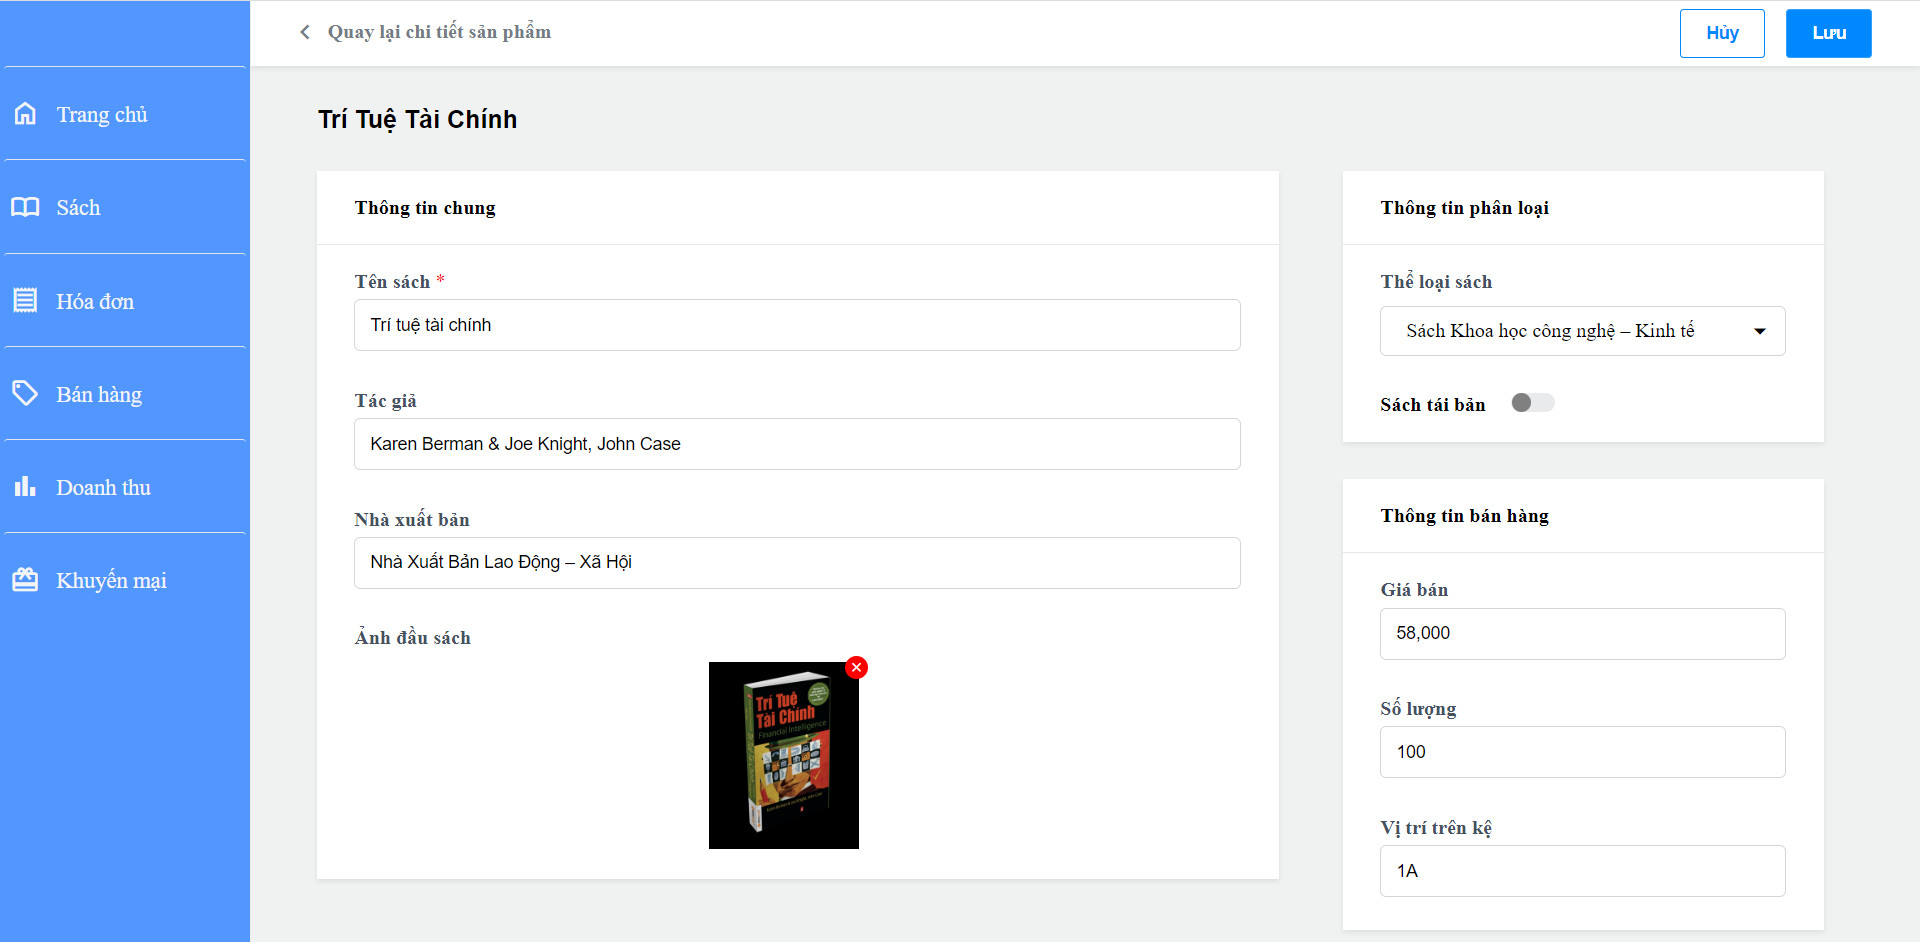 Quay lại chi tiết sản phẩm
Hủy
Lưu
Trang chủ
Sách
Hóa đơn
Bán hàng
Doanh thu
Khuyến mại
Trí Tuệ Tài Chính
Thông tin chung
Tên sách *
Trí tuệ tài chính
Tác giả
Karen Berman & Joe Knight, John Case
Nhà xuất bản
Nhà Xuất Bản Lao Động – Xã Hội
Ảnh đầu sách
Trí Tuệ
Tài Chính
Financial Intelligence
Thông tin phân loại
Thể loại sách
Sách Khoa học công nghệ – Kinh tế
Sách tái bản
Thông tin bán hàng
Giá bán
58,000
Số lượng
100
Vị trí trên kệ
1A